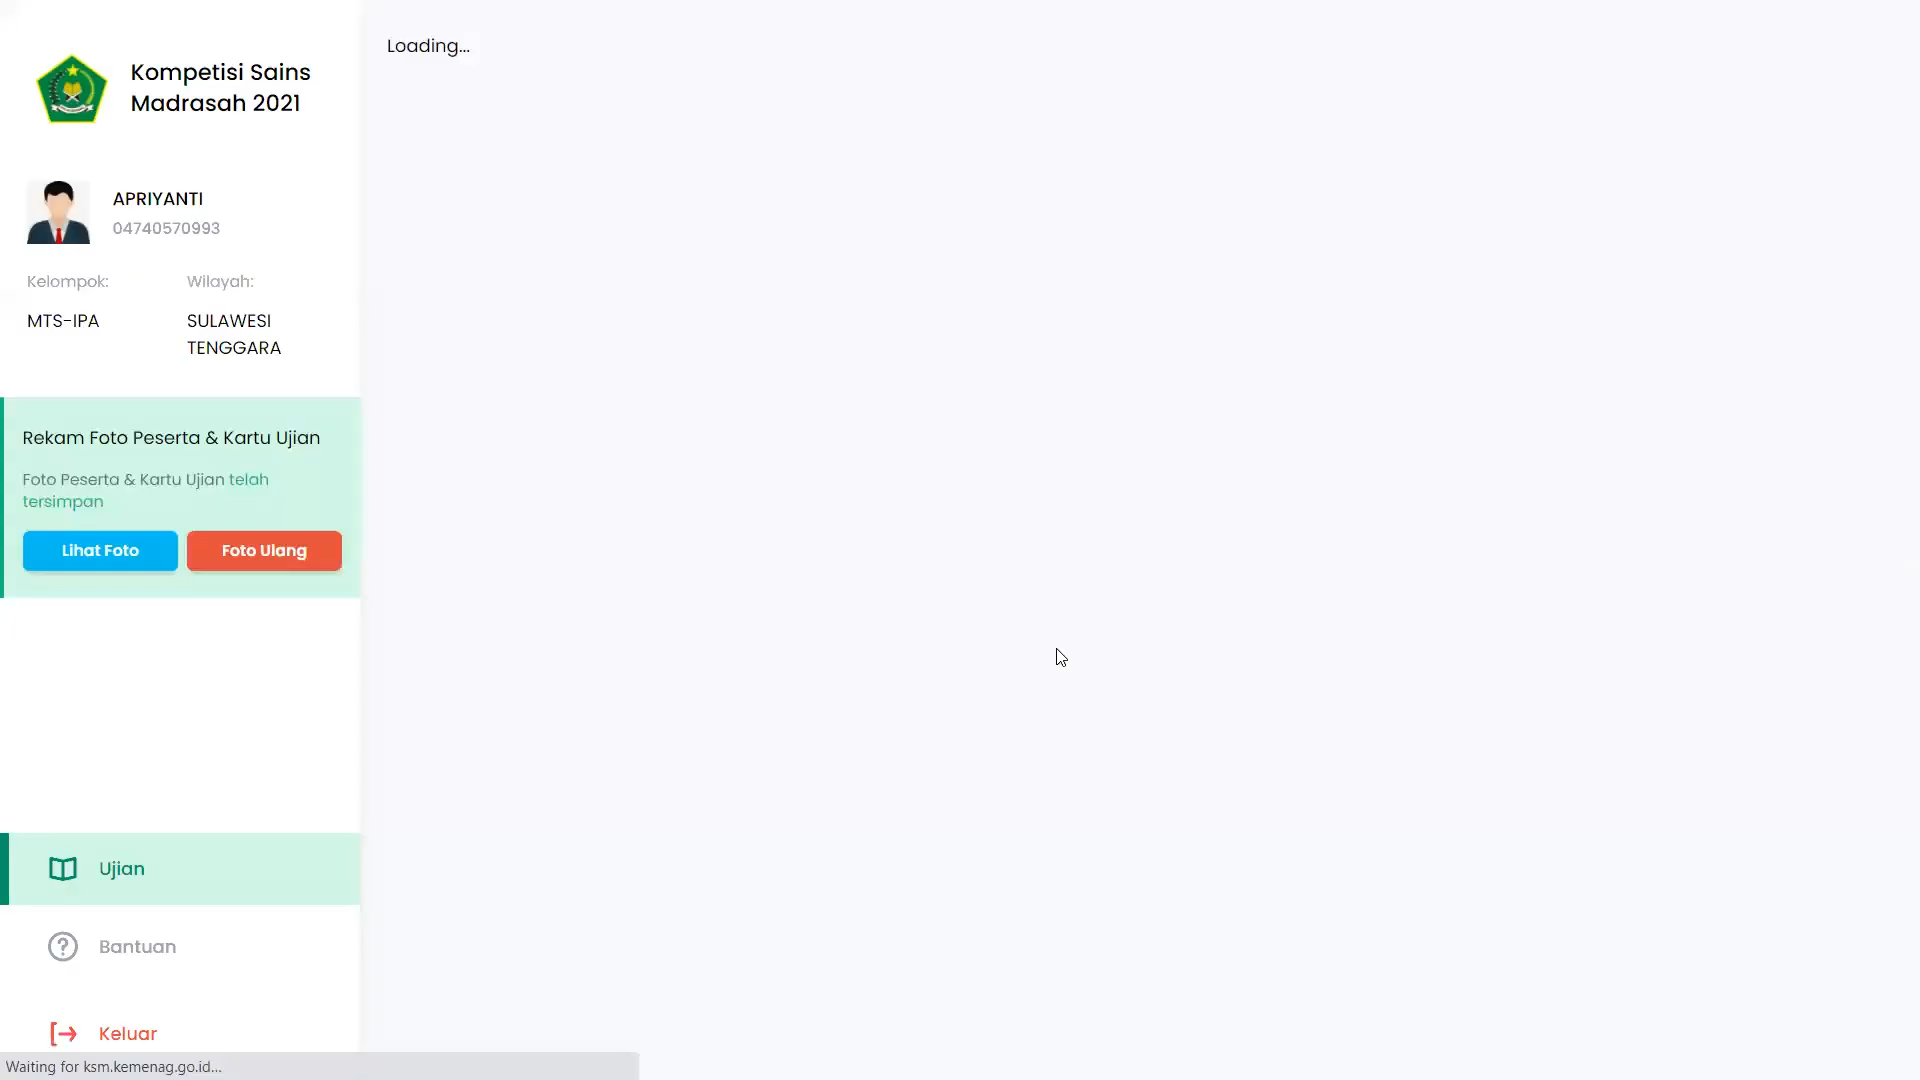 Loading...
Kompetisi Sains
Madrasah 2021
APRIYANTI
04740570993
Kelompok:
Wilayah:
MTS-IPA
SULAWESI
TENGGARA
Rekam Foto Peserta & Kartu Ujian
Foto Peserta & Kartu Ujian telah
tersimpan
Lihat Foto
Foto Ulang
Ujian
Bantuan
Keluar
Waiting for ksm.kemenag.go.id...